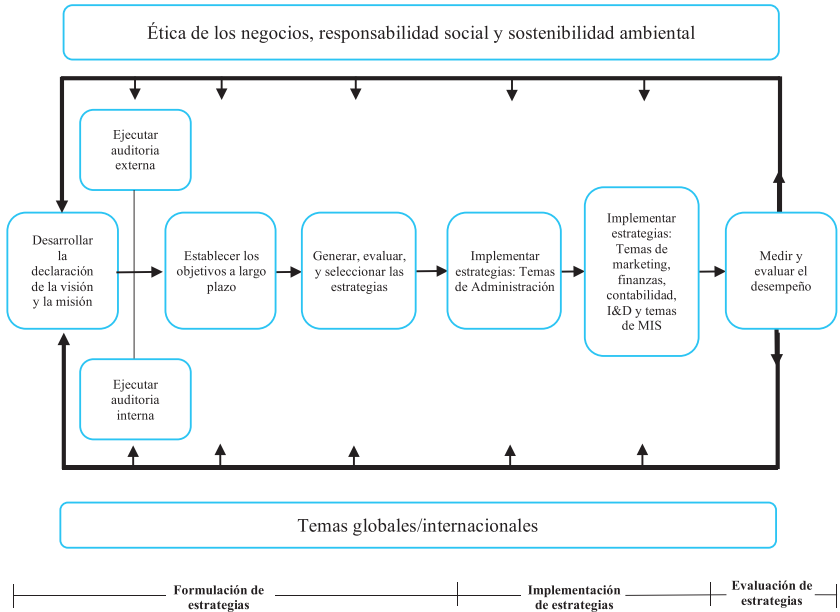 Ética de los negocios, responsabilidad social y sostenibilidad ambiental
Ejecutar
auditoria
externa
Desarrollar
la
declaración
de la visión
y la misión
Establecer los
objetivos a largo
plazo
Generar, evaluar,
y seleccionar las
estrategias
Implementar
estrategias: Temas
de Administración
Implementar
estrategias:
Temas de
marketing,
finanzas,
contabilidad,
I&D y temas
de MIS
Medir y
evaluar el
desempeño
Ejecutar
auditoria
interna
Temas globales/internacionales
Formulación de
estrategias
Implementación
de estrategias
Evaluación de
estrategias